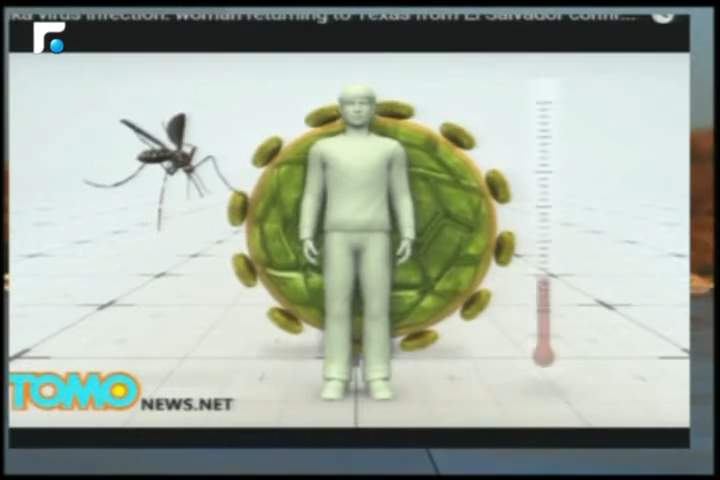 virus infection: woman returning to Texas from El Salvador
TOMO NEWS.NET